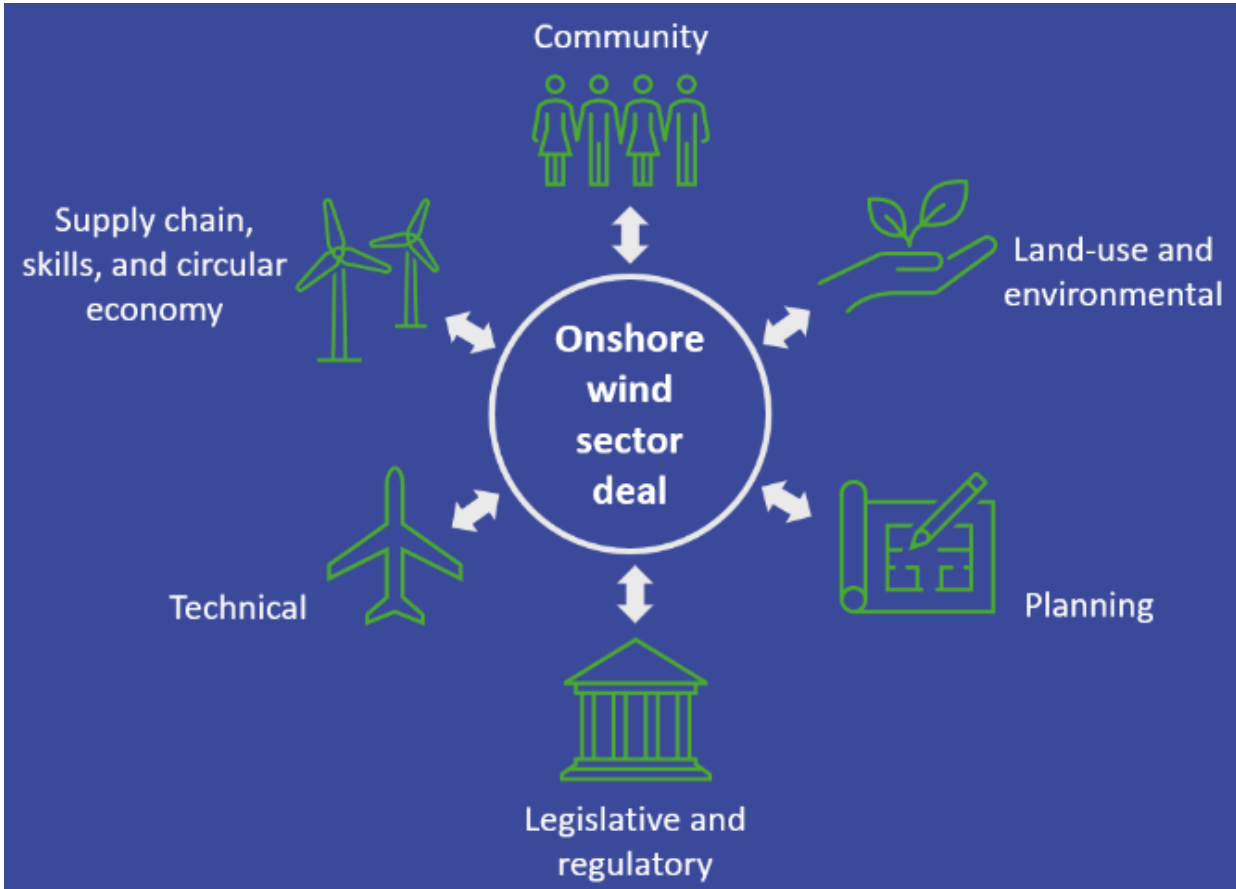 Community
Supply chain,
skills, and circular
economy
Land-use and
environmental
Onshore
wind
sector
deal
Technical
Planning
Legislative and
regulatory